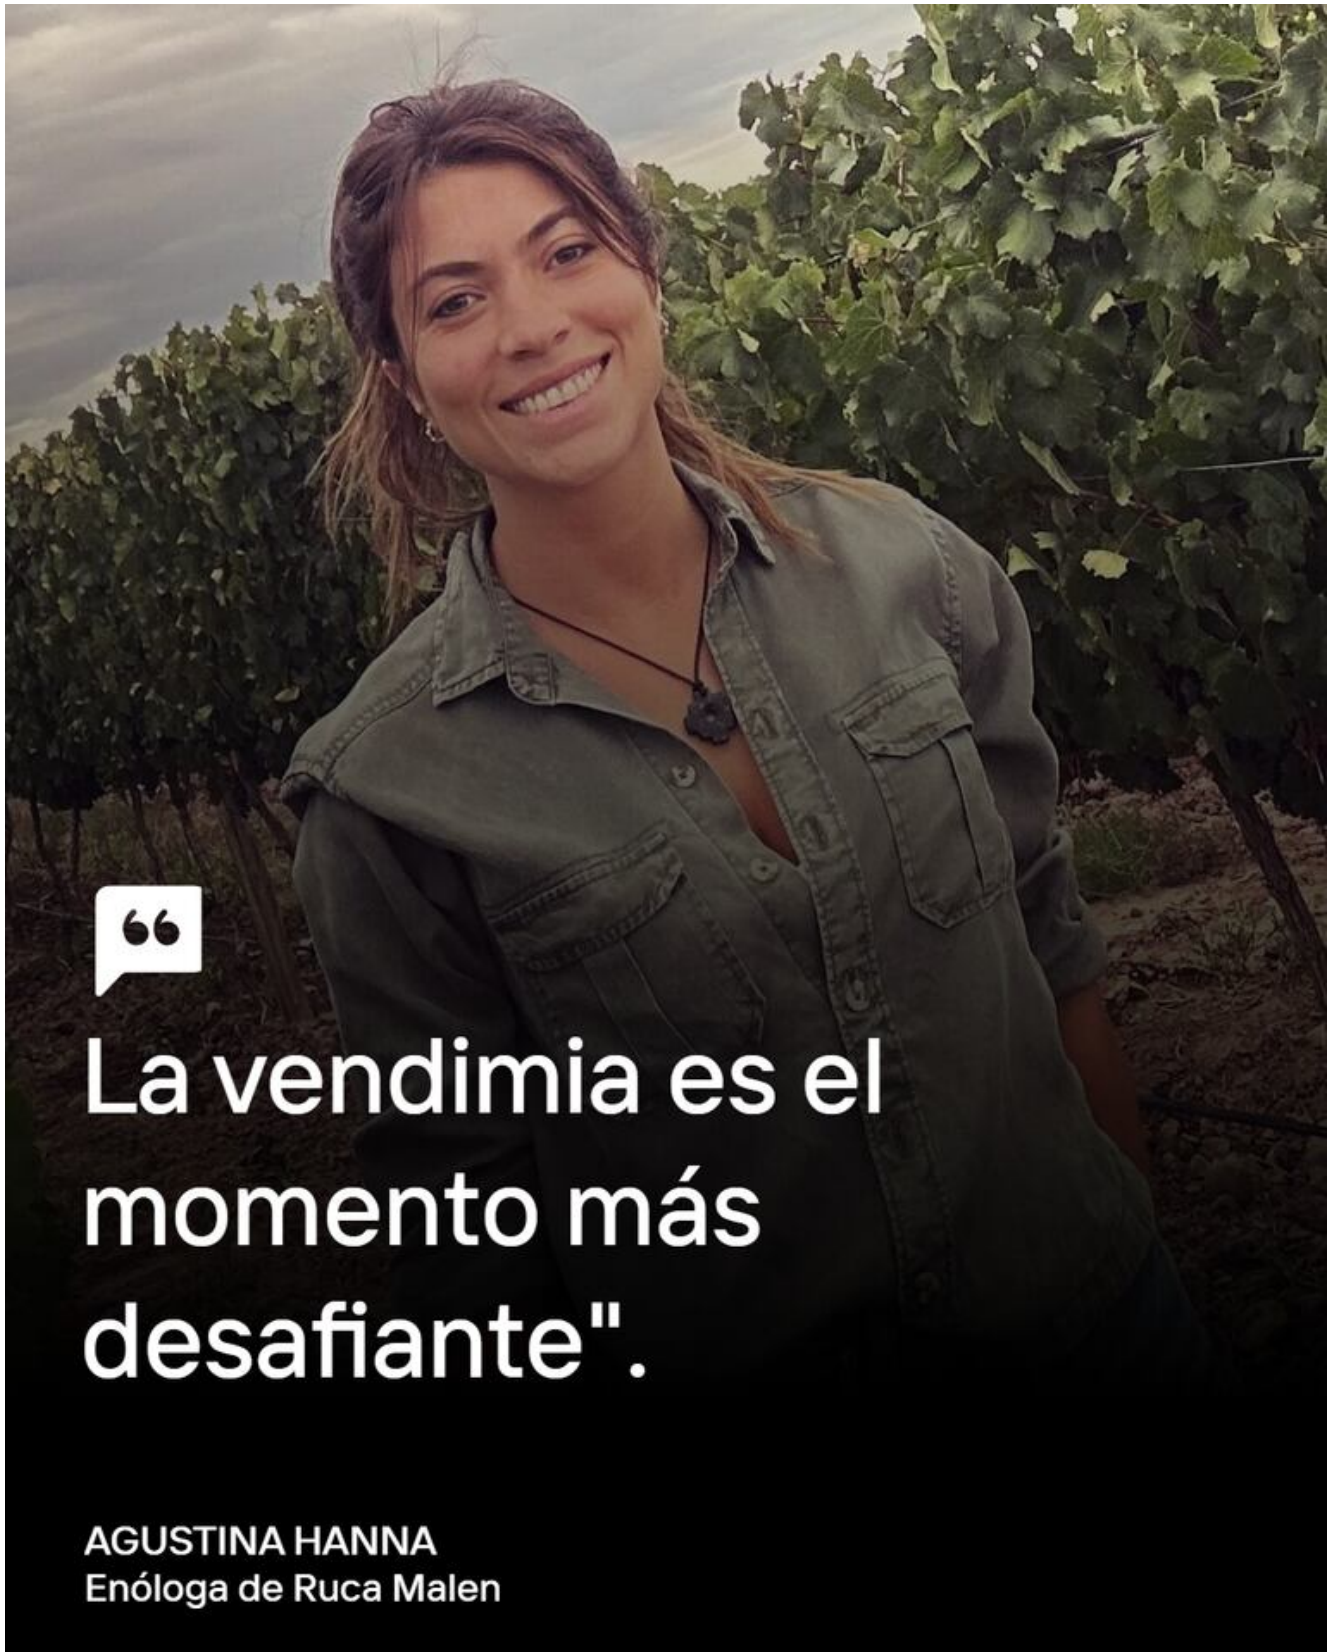 “
La vendimia es el
momento más
desafiante".
AGUSTINA HANNA
Enóloga de Ruca Malen